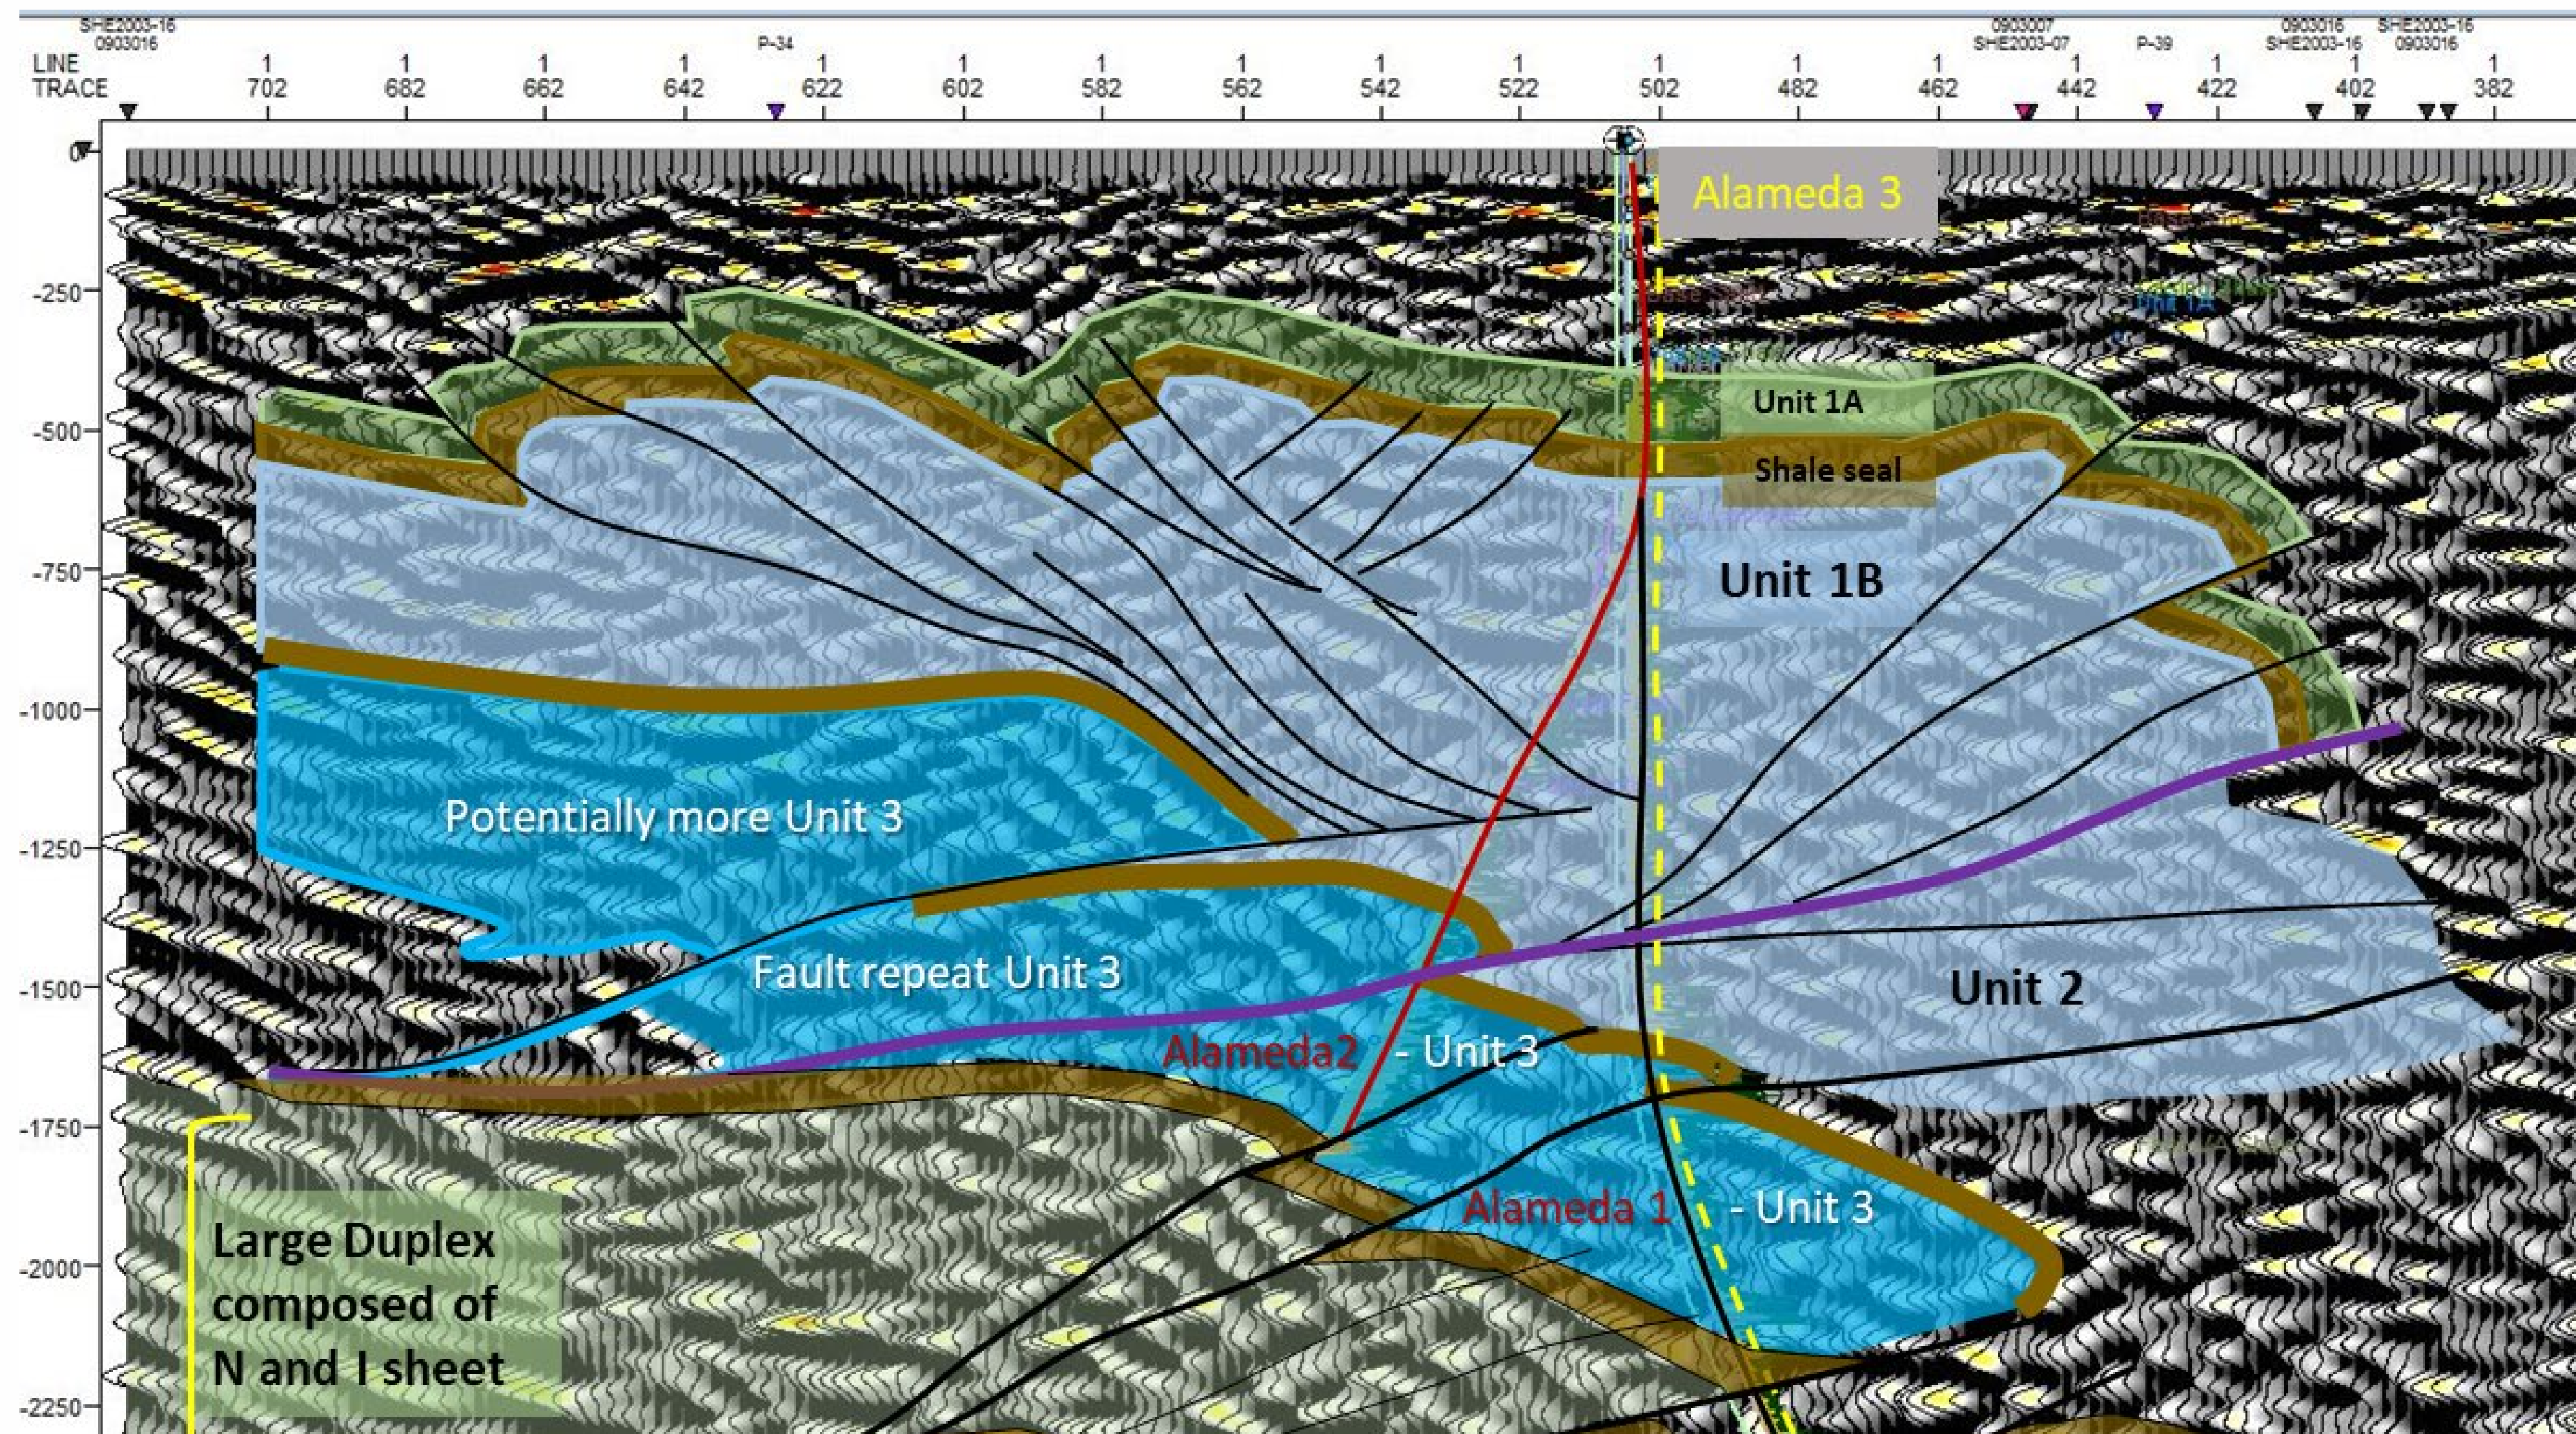 SHE2003-16 0903007 0903016 SHE2003-16
0903016 P-34 SHE2003-07 P-39 SHE2003-16 0903016
LINE 1 1 1 1 1 1 1 1 1 1 1 1 1 1 1 1 1
TRACE 702 682 662 642 622 602 582 562 542 522 502 482 462 442 422 402 382
0
Alameda 3
-250
Unit 1A
-500
Shale seal
-750
Unit 1B
-1000
Potentially more Unit 3
-1250
Fault repeat Unit 3
-1500
Unit 2
Alameda2 - Unit 3
-1750
Alameda 1 - Unit 3
Large Duplex
-2000
composed of
N and I sheet
-2250